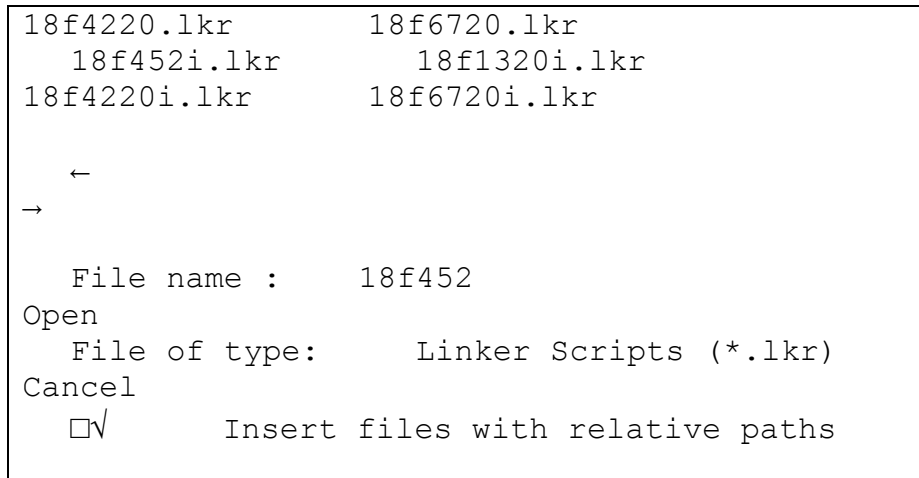 18f4220.lkr 18f6720.lkr
18f452i.lkr 18f1320i.lkr
18f4220i.lkr 18f6720i.lkr
←
→
File name : 18f452
Open
File of type: Linker Scripts (*.lkr)
Cancel
□√ Insert files with relative paths